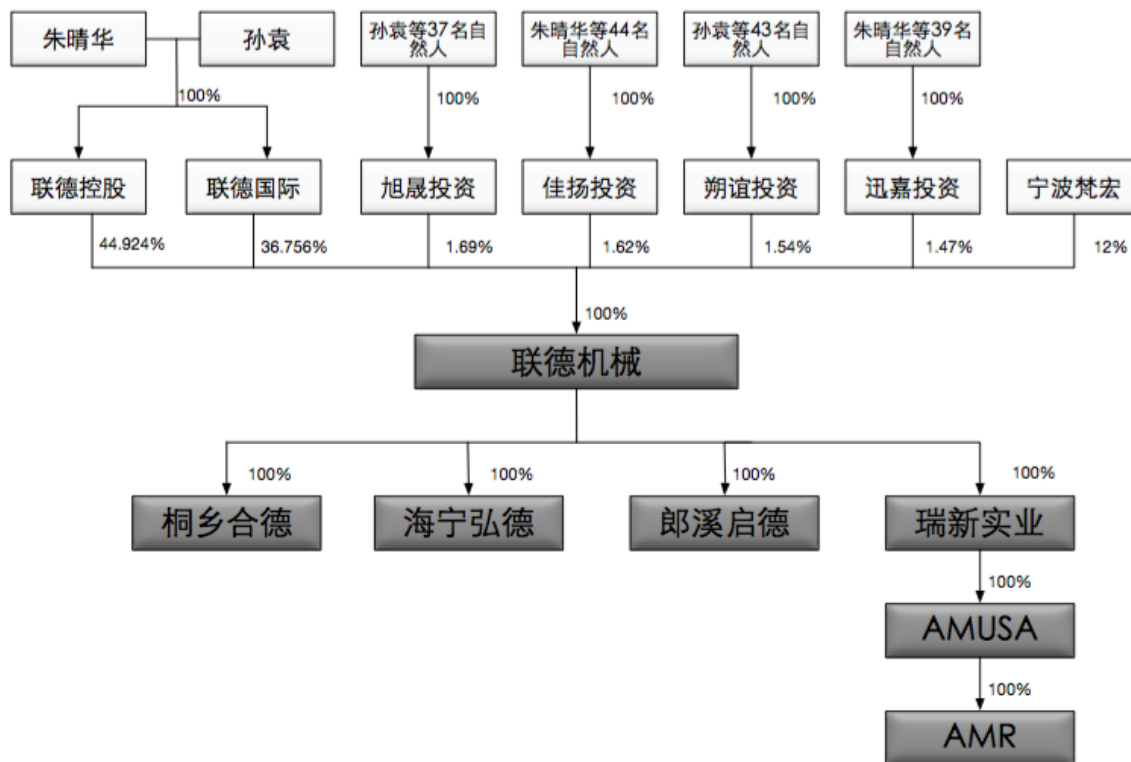 朱晴华
孙袁
孙袁等37名自
然人
朱晴华等44名
自然人
孙袁等43名自
然人
朱晴华等39名
自然人
100%
100%
100%
100%
100%
联德控股
联德国际
旭晟投资
佳扬投资
朔谊投资
迅嘉投资
宁波梵宏
44.924%
36.756%
1.69%
1.62%
1.54%
1.47%
12%
100%
联德机械
100%
100%
100%
100%
桐乡合德
海宁弘德
郎溪启德
瑞新实业
100%
AMUSA
100%
AMR